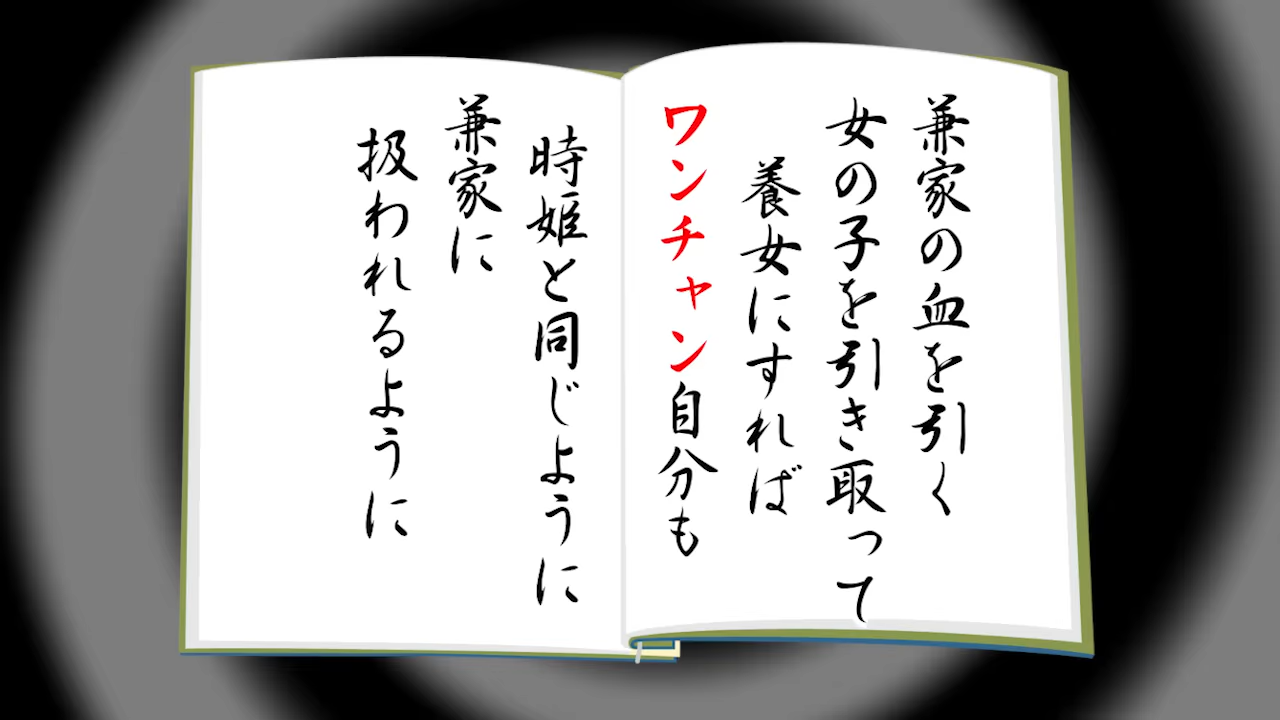 兼家の血を引く
女の子を引き取って
養女にすれば
ワンチャン自分も
時姫と同じように
兼家に
扱われるように